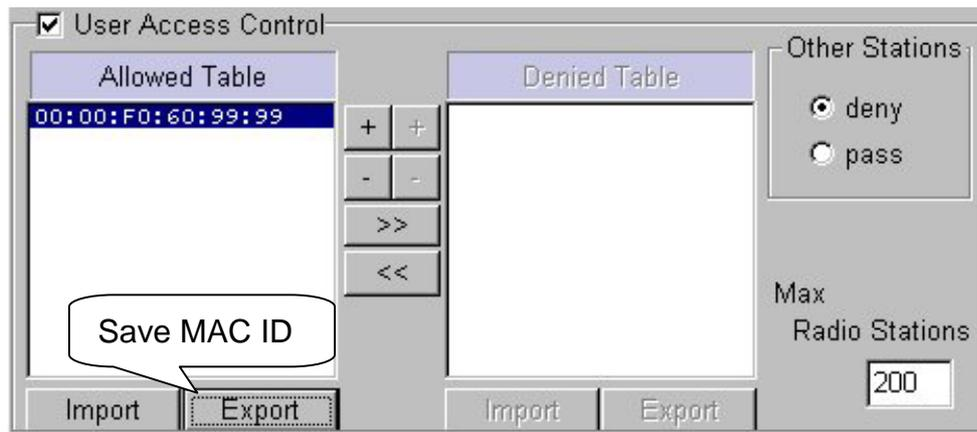 User Access Control
Allowed Table
00:00:F0:60:99:99
+ +
- -
>>
<<
Save MAC ID
Import Export
Denied Table
Import Export
Other Stations
deny
pass
Max
Radio Stations
200